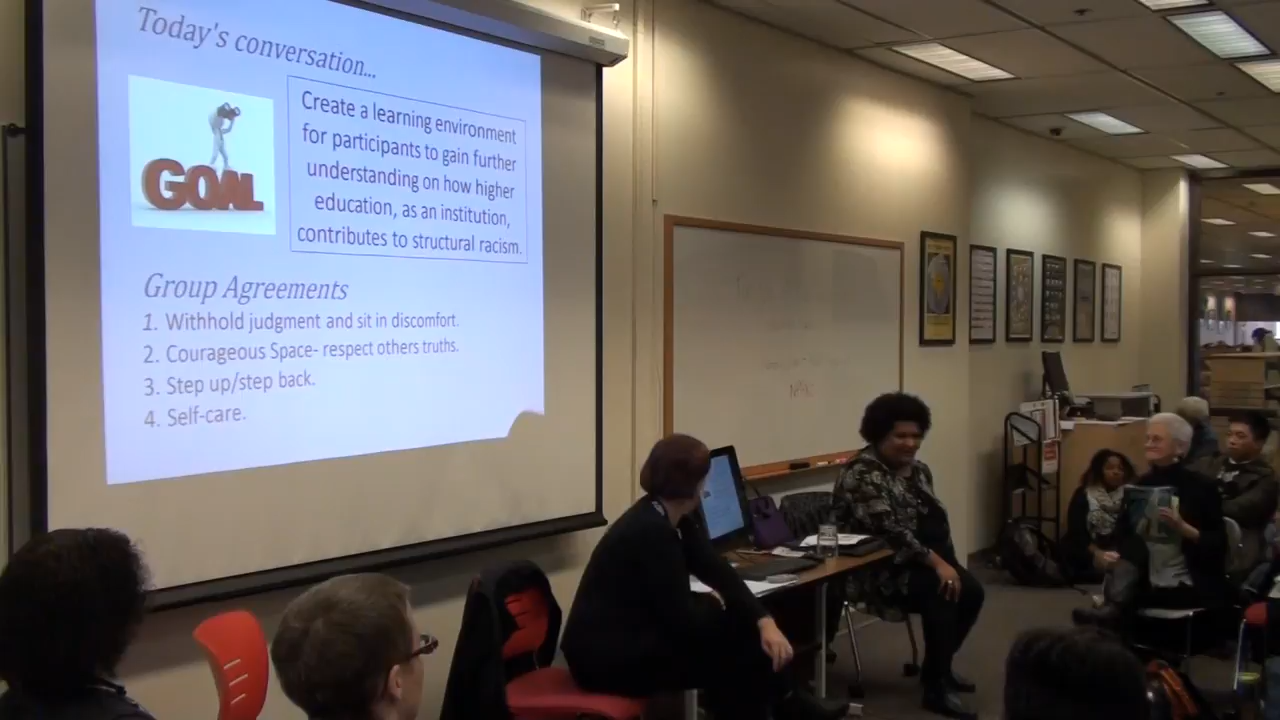 Today's conversation...
GOAL
Create a learning environment
for participants to gain further
understanding on how higher
education, as an institution,
contributes to structural racism.
Group Agreements
1. Withhold judgment and sit in discomfort.
2. Courageous Space- respect others truths.
3. Step up/step back.
4. Self-care.